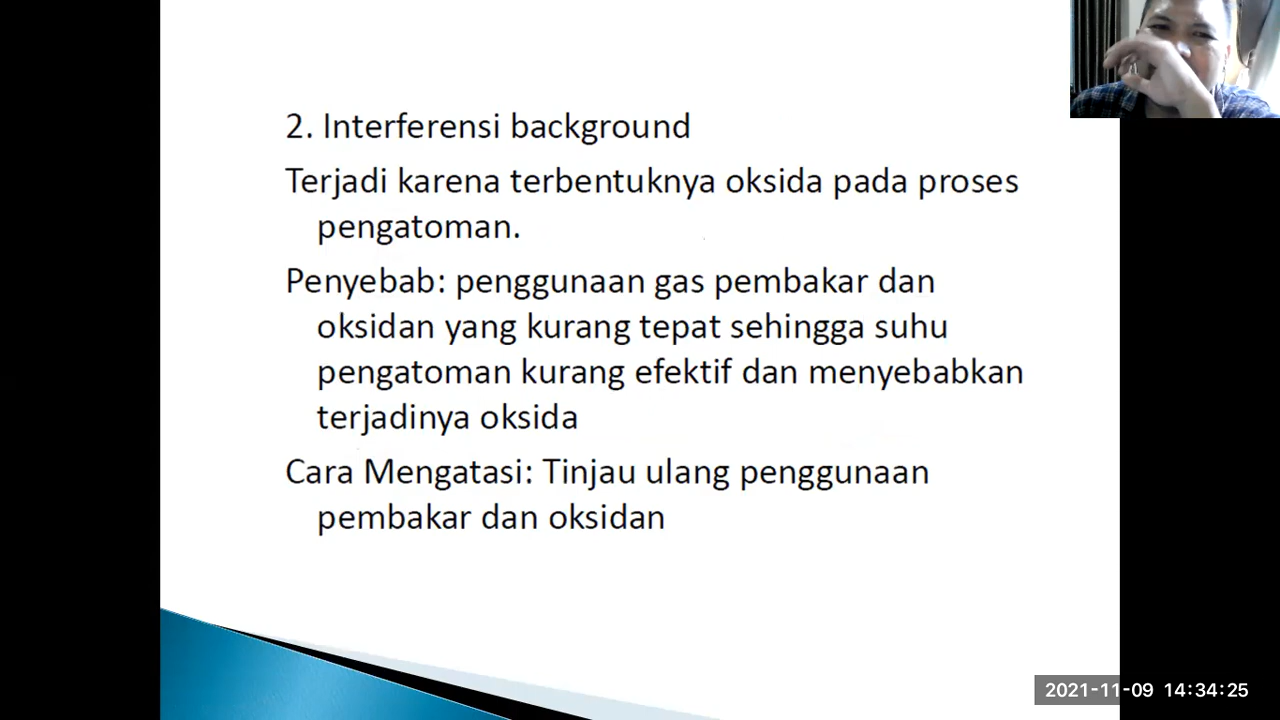 2. Interferensi background
Terjadi karena terbentuknya oksida pada proses
pengatoman.
Penyebab: penggunaan gas pembakar dan
oksidan yang kurang tepat sehingga suhu
pengatoman kurang efektif dan menyebabkan
terjadinya oksida
Cara Mengatasi: Tinjau ulang penggunaan
pembakar dan oksidan
2021-11-09 14:34:25